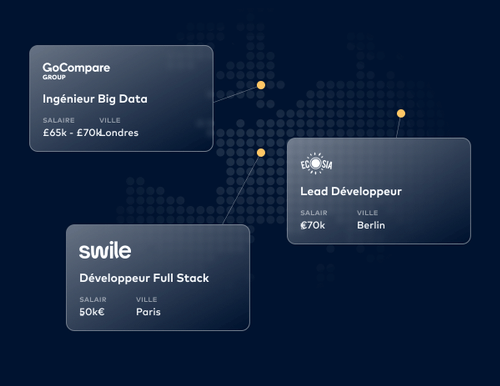 GoCompare
GROUP
Ingénieur Big Data
SALAIRE VILLE
£65k - £70k Londres
ECOSIA
Lead Développeur
SALAIR VILLE
€70k Berlin
swile
Développeur Full Stack
SALAIR VILLE
50k€ Paris